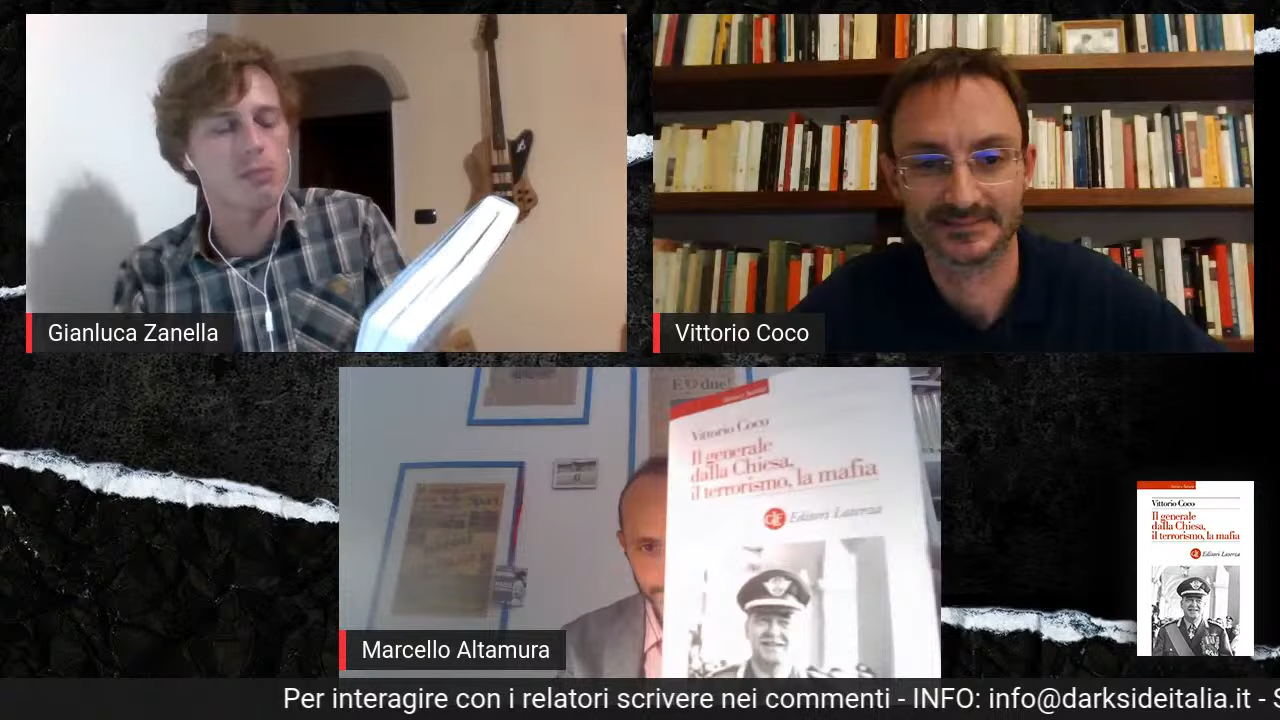 Gianluca Zanella
Vittorio Coco
E 9 due!
Vittorio Coco
Il generale
dalla Chiesa,
il terrorismo, la mafia
Editori Laterza
Marcello Altamura
Vittorio Coco
Il generale
dalla Chiesa,
il terrorismo, la mafia
Editori Laterza
Per interagire con i relatori scrivere nei commenti - INFO: info@darksideitalia.it - S